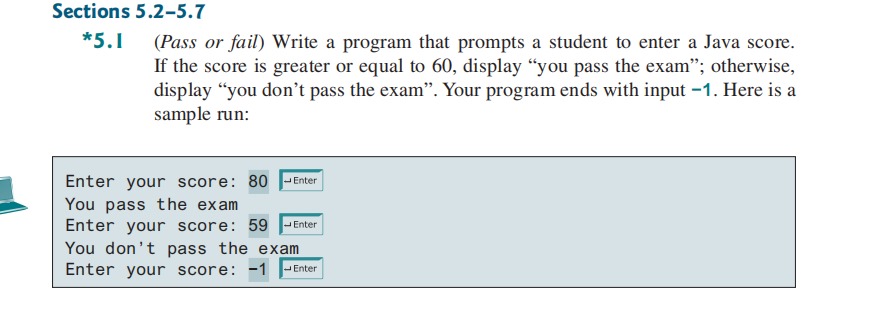 Sections 5.2–5.7
*5.1 (Pass or fail) Write a program that prompts a student to enter a Java score.
If the score is greater or equal to 60, display “you pass the exam”; otherwise,
display “you don’t pass the exam”. Your program ends with input −1. Here is a
sample run:
Enter your score: 80 ↵Enter
You pass the exam
Enter your score: 59 ↵Enter
You don’t pass the exam
Enter your score: −1 ↵Enter